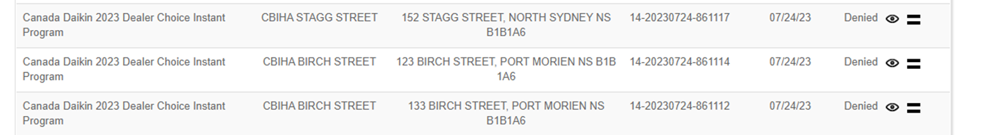 Canada Daikin 2023 Dealer Choice Instant Program
CBIHA STAGG STREET
152 STAGG STREET, NORTH SYDNEY NS B1B1A6
14-20230724-861117
07/24/23
Denied
Canada Daikin 2023 Dealer Choice Instant Program
CBIHA BIRCH STREET
123 BIRCH STREET, PORT MORIEN NS B1B 1A6
14-20230724-861114
07/24/23
Denied
Canada Daikin 2023 Dealer Choice Instant Program
CBIHA BIRCH STREET
133 BIRCH STREET, PORT MORIEN NS B1B1A6
14-20230724-861112
07/24/23
Denied